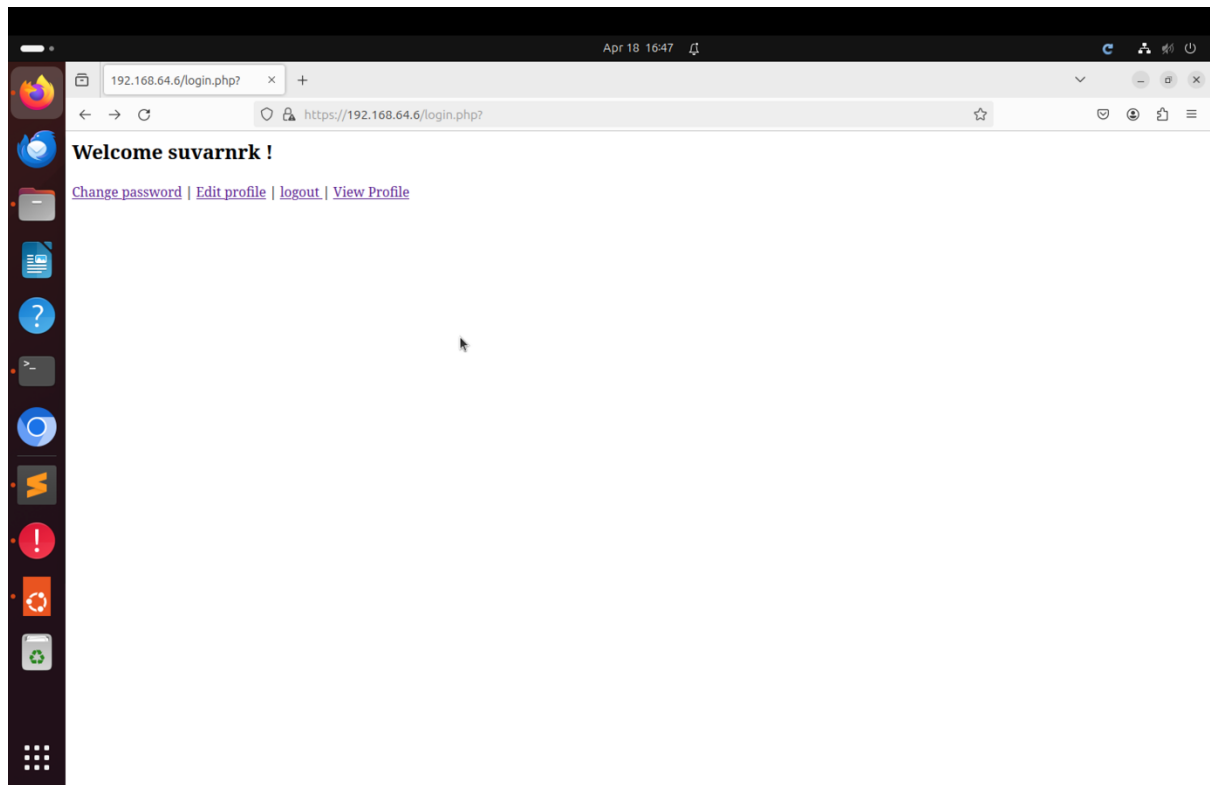 Apr 18 16:47
192.168.64.6/login.php?
https://192.168.64.6/login.php?
Welcome suvarnrk !
Change password | Edit profile | logout | View Profile